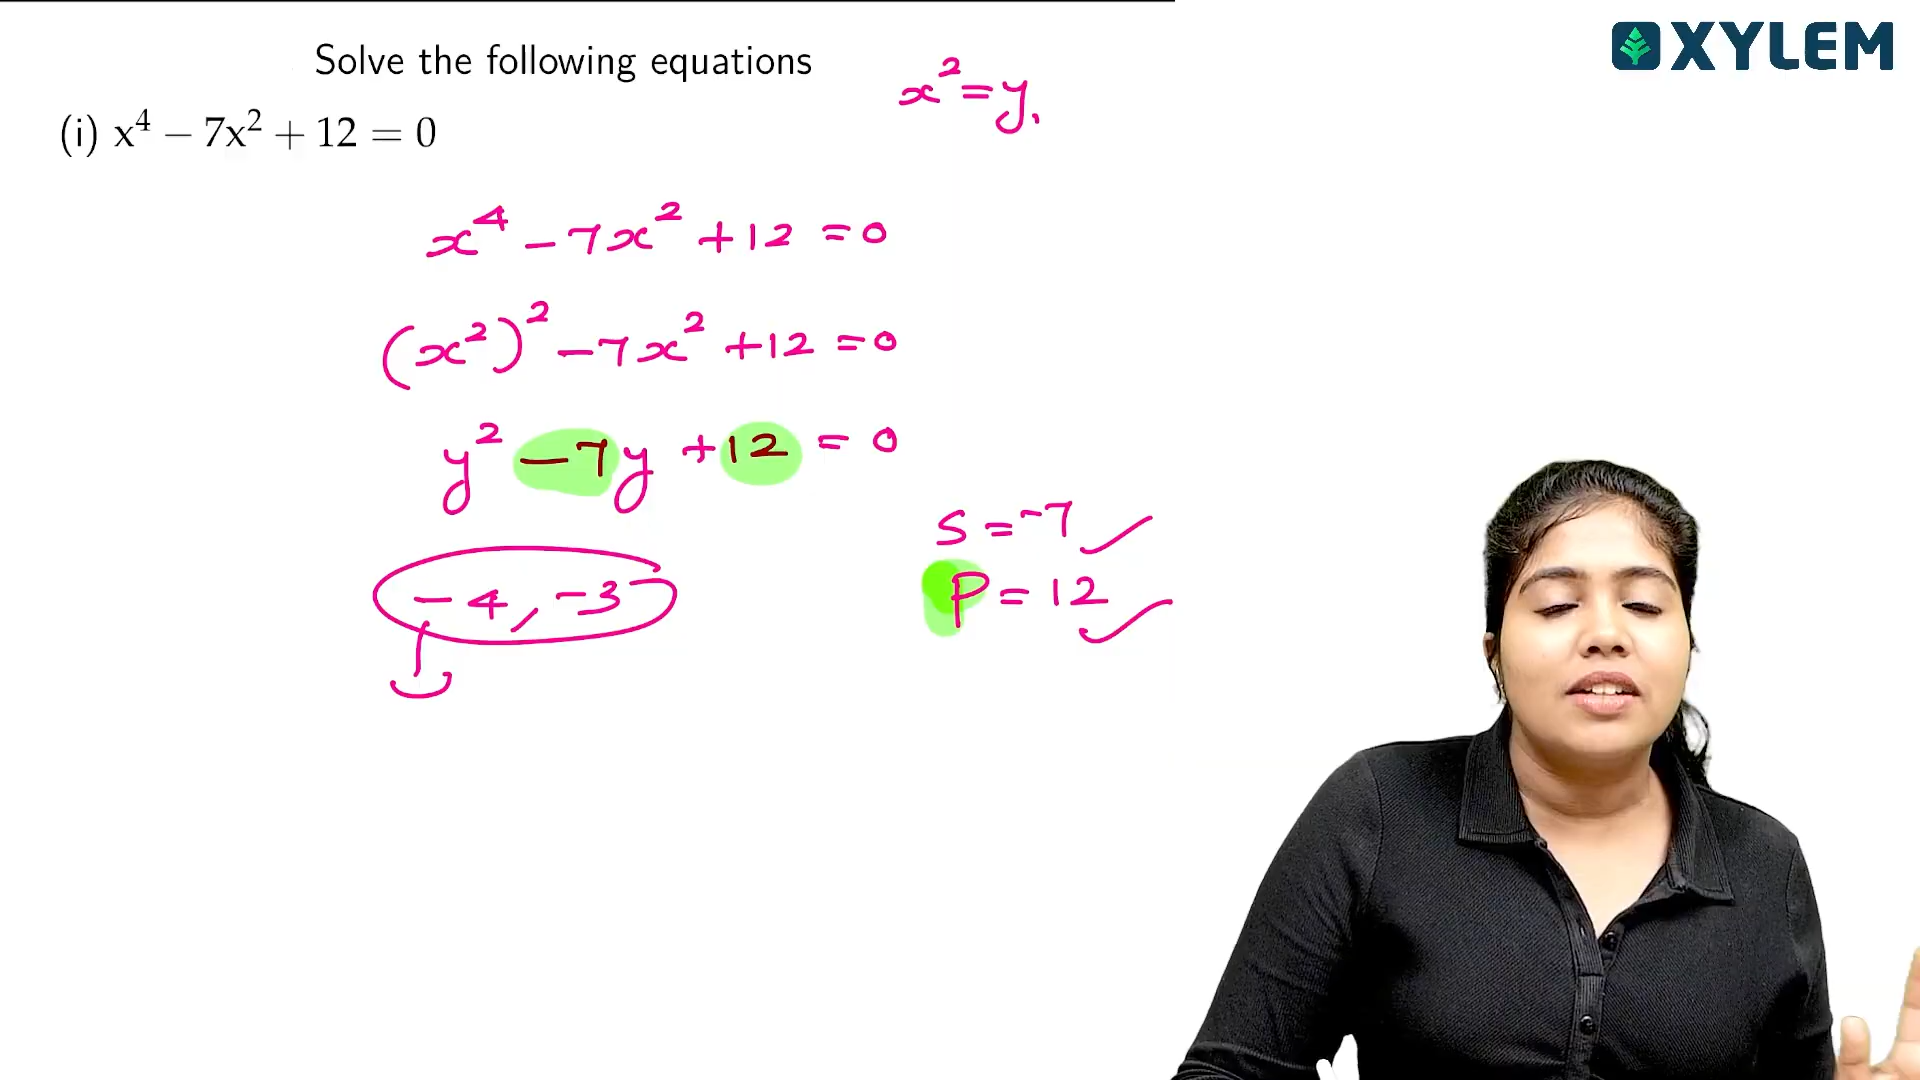 XYLEM
Solve the following equations
x² = y.
(i) x⁴ − 7x² + 12 = 0
x⁴ − 7x² + 12 = 0
(x²)² − 7x² + 12 = 0
y² − 7y + 12 = 0
S = -7
P = 12
-4, -3